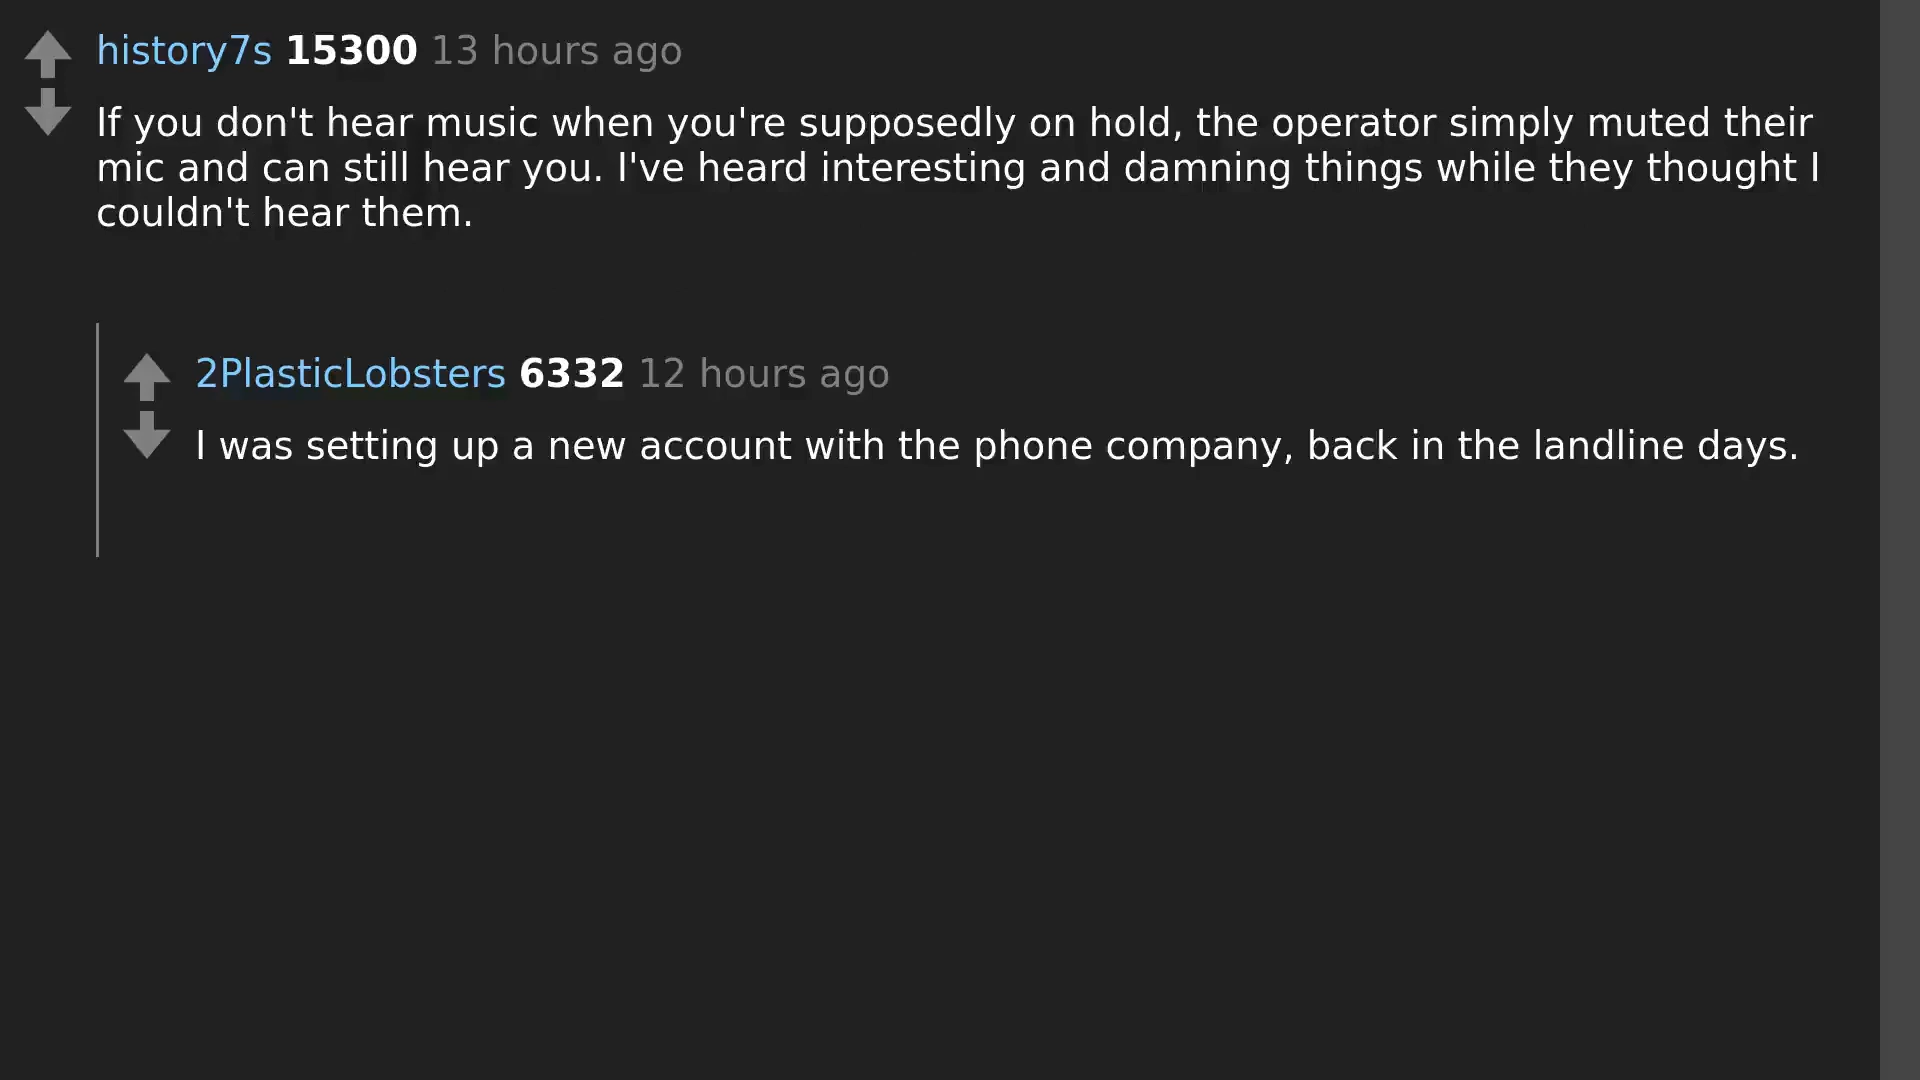 history7s 15300 13 hours ago
If you don't hear music when you're supposedly on hold, the operator simply muted their
mic and can still hear you. I've heard interesting and damning things while they thought I
couldn't hear them.
2PlasticLobsters 6332 12 hours ago
I was setting up a new account with the phone company, back in the landline days.